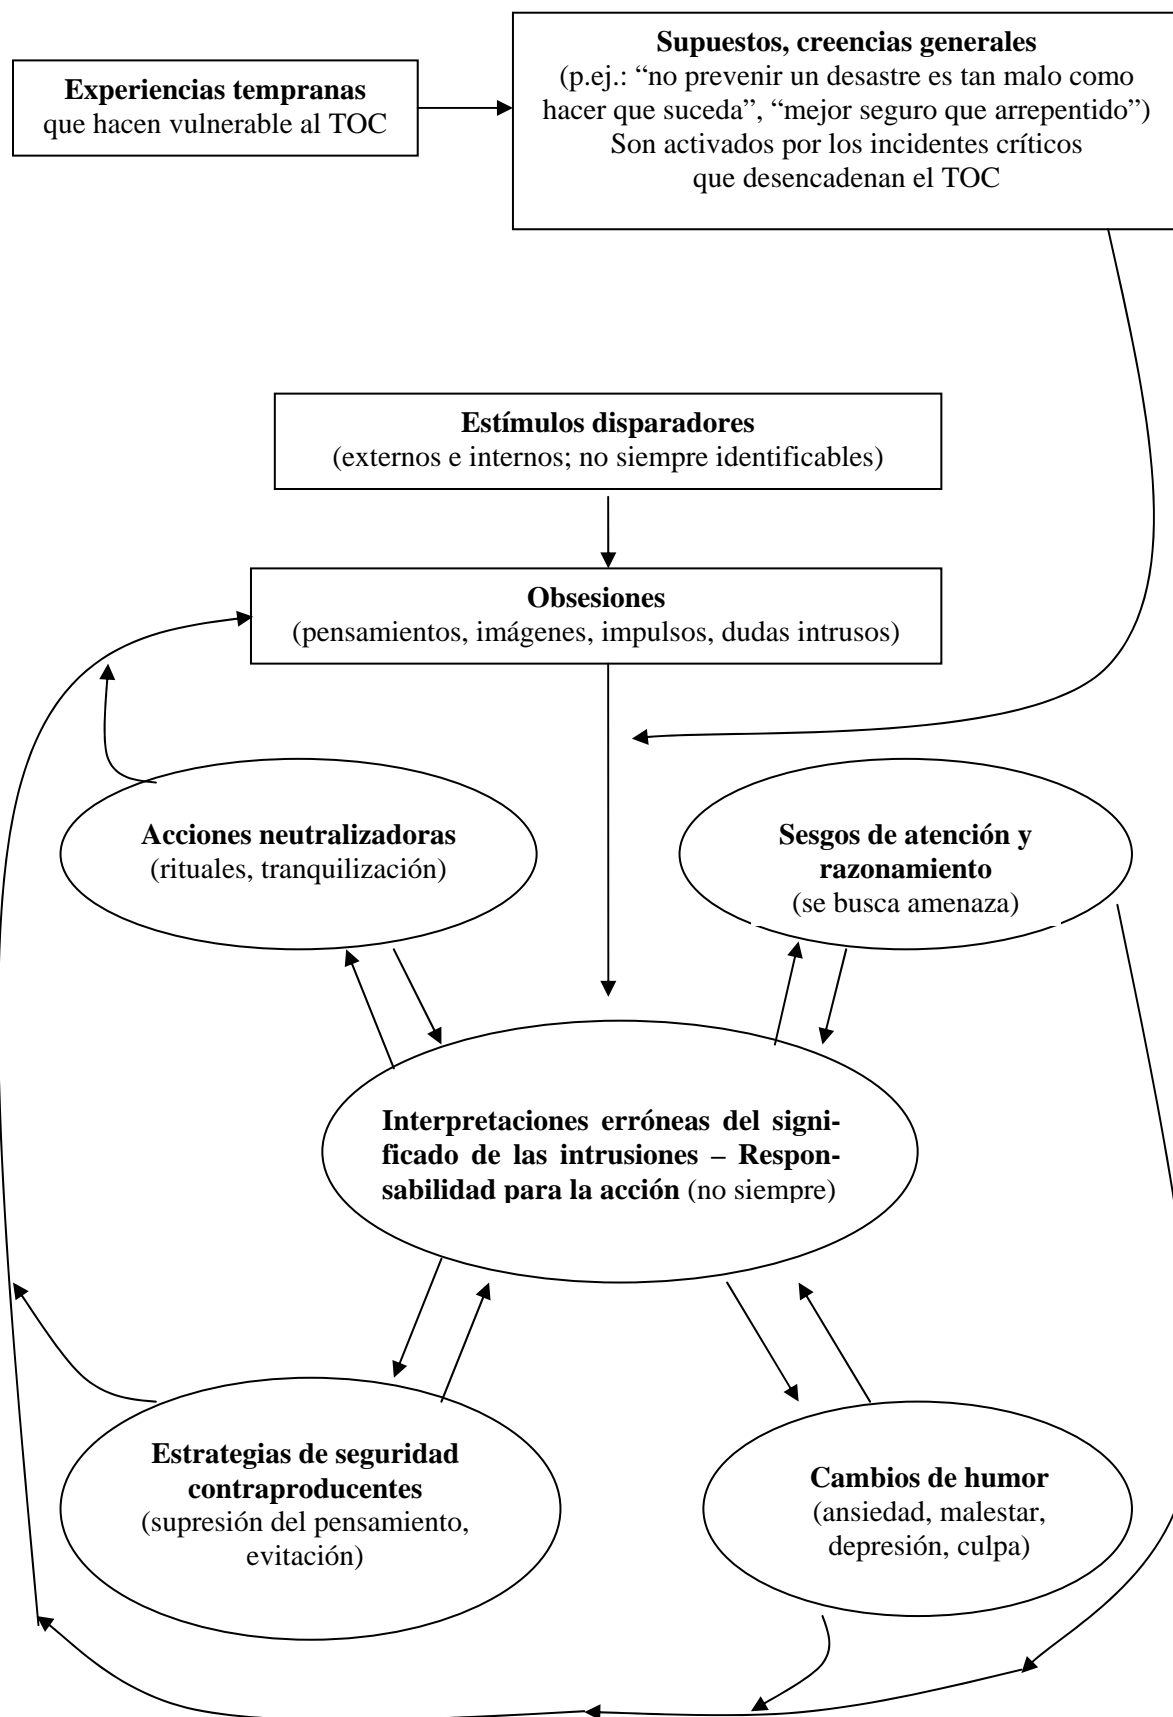 Experiencias tempranas
que hacen vulnerable al TOC
Supuestos, creencias generales
(p.ej.: “no prevenir un desastre es tan malo como
hacer que suceda”, “mejor seguro que arrepentido”)
Son activados por los incidentes críticos
que desencadenan el TOC
Estímulos disparadores
(externos e internos; no siempre identificables)
Obsesiones
(pensamientos, imágenes, impulsos, dudas intrusos)
Acciones neutralizadoras
(rituales, tranquilización)
Sesgos de atención y
razonamiento
(se busca amenaza)
Interpretaciones erróneas del signi-
ficado de las intrusiones – Respon-
sabilidad para la acción (no siempre)
Estrategias de seguridad
contraproducentes
(supresión del pensamiento,
evitación)
Cambios de humor
(ansiedad, malestar,
depresión, culpa)